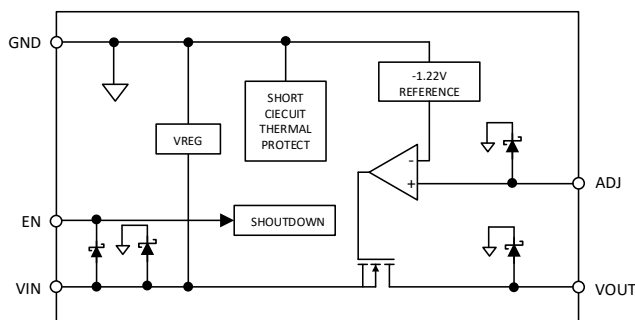 GND
-1.22V
REFERENCE
SHORT
CIECUIT
THERMAL
PROTECT
VREG
-
+
ADJ
EN
SHOUTDOWN
VIN
VOUT